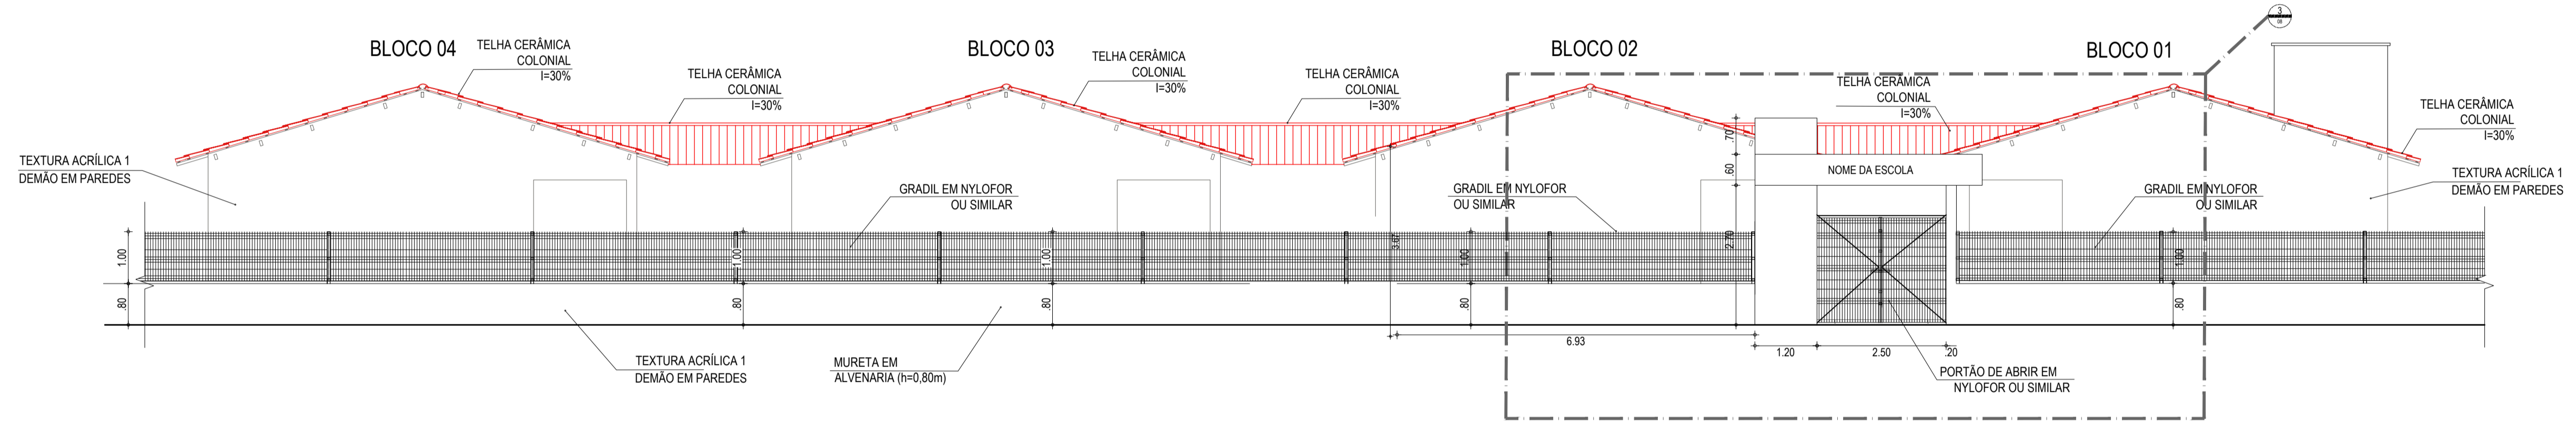 BLOCO 04
TELHA CERÂMICA
COLONIAL
I=30%
TELHA CERÂMICA
COLONIAL
I=30%
BLOCO 03
TELHA CERÂMICA
COLONIAL
I=30%
TELHA CERÂMICA
COLONIAL
I=30%
BLOCO 02
TELHA CERÂMICA
COLONIAL
I=30%
BLOCO 01
3
08
TELHA CERÂMICA
COLONIAL
I=30%
TEXTURA ACRÍLICA 1
DEMÃO EM PAREDES
GRADIL EM NYLOFOR
OU SIMILAR
GRADIL EM NYLOFOR
OU SIMILAR
NOME DA ESCOLA
GRADIL EM NYLOFOR
OU SIMILAR
TEXTURA ACRÍLICA 1
DEMÃO EM PAREDES
1.00
.80
1.00
.80
1.00
.80
3.67
1.00
.80
.70
.60
2.70
1.00
.80
6.93
1.20
2.50
.20
TEXTURA ACRÍLICA 1
DEMÃO EM PAREDES
MURETA EM
ALVENARIA (h=0,80m)
PORTÃO DE ABRIR EM
NYLOFOR OU SIMILAR